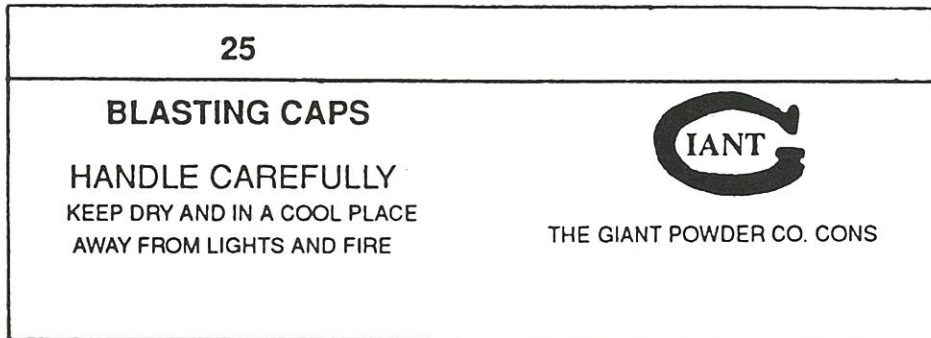 25
BLASTING CAPS
HANDLE CAREFULLY
KEEP DRY AND IN A COOL PLACE
AWAY FROM LIGHTS AND FIRE
GIANT
THE GIANT POWDER CO. CONS